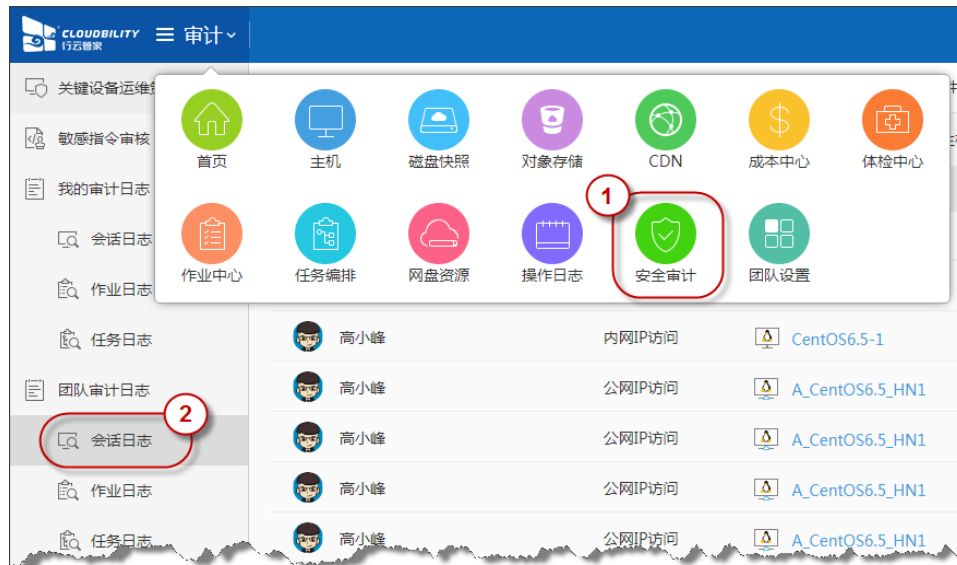 CLOUDBILITY
行云管家
审计
关键设备运维
敏感指令审核
我的审计日志
会话日志
作业日志
任务日志
团队审计日志
会话日志
作业日志
任务日志
首页
主机
磁盘快照
对象存储
CDN
成本中心
体检中心
1
作业中心
任务编排
网盘资源
操作日志
安全审计
团队设置
2
高小峰 内网IP访问 CentOS6.5-1
高小峰 公网IP访问 A_CentOS6.5_HN1
高小峰 公网IP访问 A_CentOS6.5_HN1
高小峰 公网IP访问 A_CentOS6.5_HN1
高小峰 公网IP访问 A_CentOS6.5_HN1